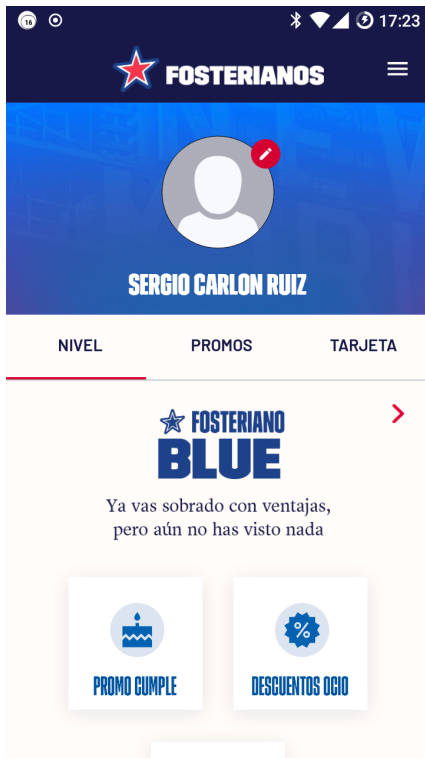 16
17:23
FOSTERIANOS
SERGIO CARLON RUIZ
NIVEL PROMOS TARJETA
FOSTERIANO
BLUE
Ya vas sobrado con ventajas,
pero aún no has visto nada
PROMO CUMPLE
DESCUENTOS OCIO